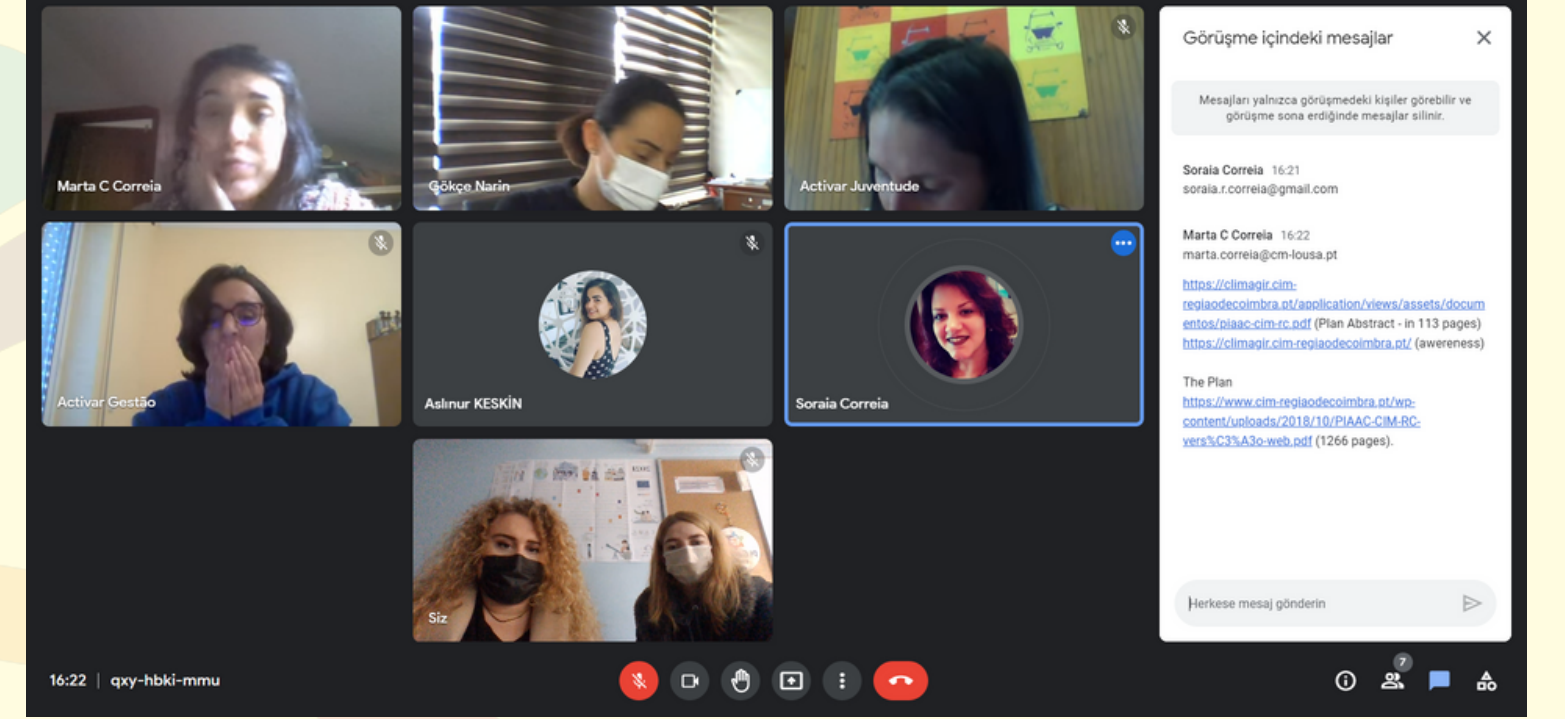 Marta C Correia
Gökçe Narin
Activar Juventude
Activar Gestão
Aslınur KESKİN
Soraia Correia
Siz
16:22 | qxy-hbki-mmu
7
Görüşme içindeki mesajlar
Mesajları yalnızca görüşmedeki kişiler görebilir ve
görüşme sona erdiğinde mesajlar silinir.
Soraia Correia 16:21
soraia.r.correia@gmail.com
Marta C Correia 16:22
marta.correia@cm-lousa.pt
https://climagir.cim-
regiaodecoimbra.pt/application/views/assets/docum
entos/piaac-cim-rc.pdf (Plan Abstract - in 113 pages)
https://climagir.cim-regiaodecoimbra.pt/ (awereness)
The Plan
https://www.cim-regiaodecoimbra.pt/wp-
content/uploads/2018/10/PIAAC-CIM-RC-
vers%C3%A3o-web.pdf (1266 pages).
Herkese mesaj gönderin